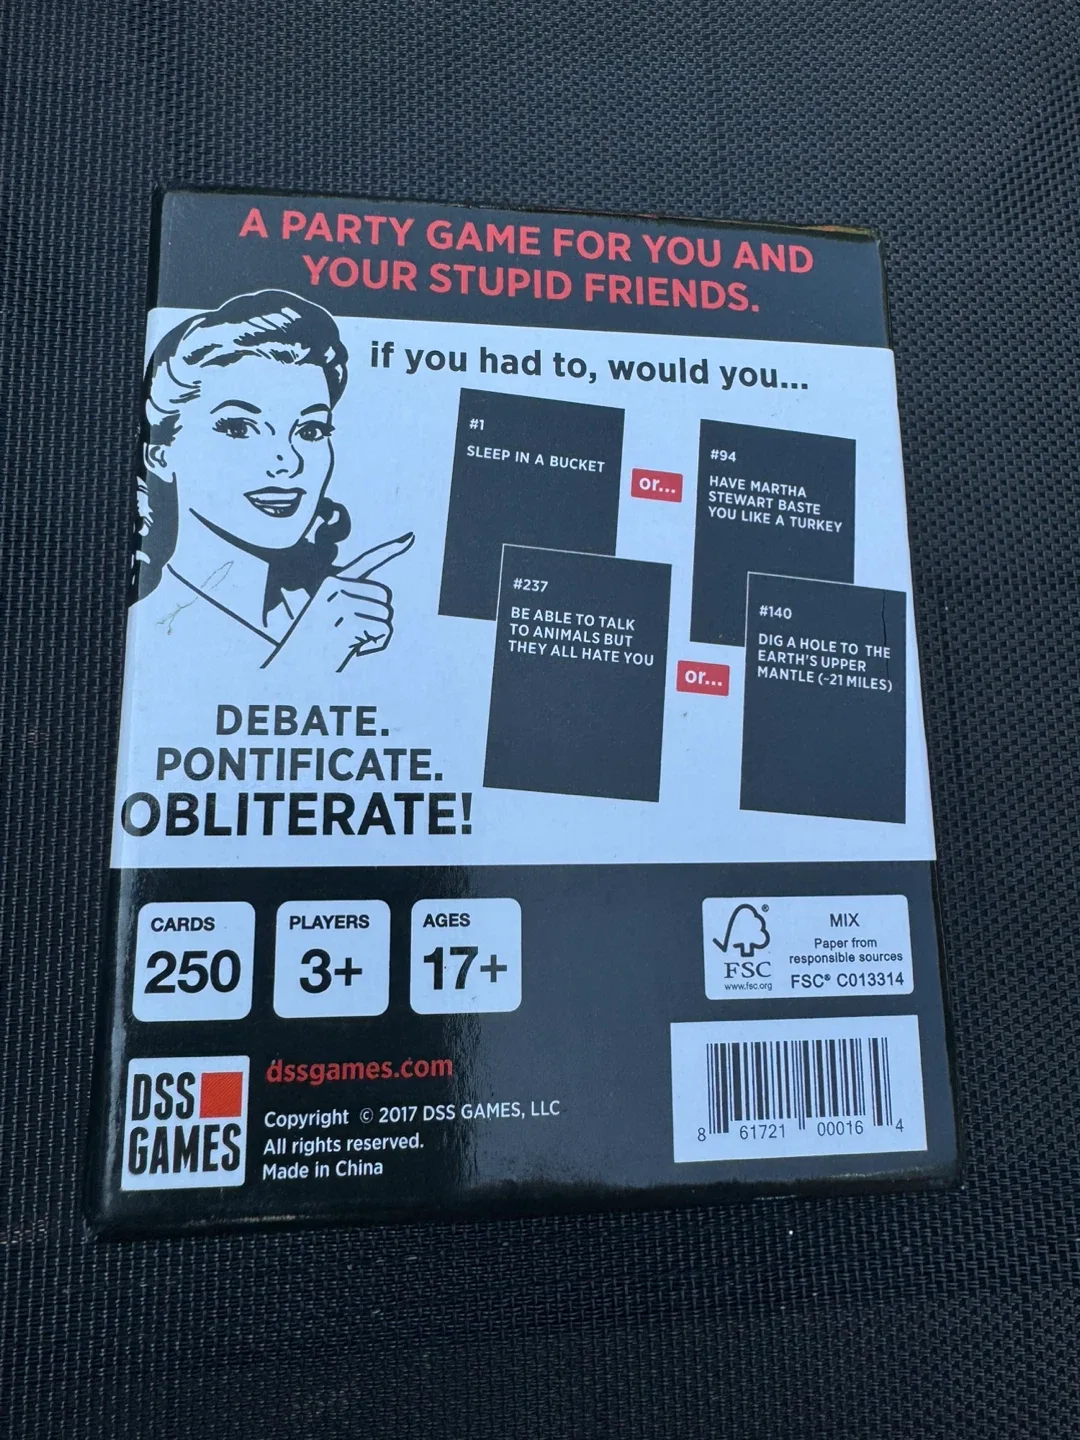 A PARTY GAME FOR YOU AND
YOUR STUPID FRIENDS.
if you had to, would you...
#1
SLEEP IN A BUCKET
or...
#94
HAVE MARTHA
STEWART BASTE
YOU LIKE A TURKEY
#237
BE ABLE TO TALK
TO ANIMALS BUT
THEY ALL HATE YOU
or...
#140
DIG A HOLE TO THE
EARTH'S UPPER
MANTLE (~21 MILES)
DEBATE.
PONTIFICATE.
OBLITERATE!
CARDS
250
PLAYERS
3+
AGES
17+
FSC
www.fsc.org
MIX
Paper from
responsible sources
FSC® C013314
DSS
GAMES
dssgames.com
Copyright © 2017 DSS GAMES, LLC
All rights reserved.
Made in China
8 61721 00016 4